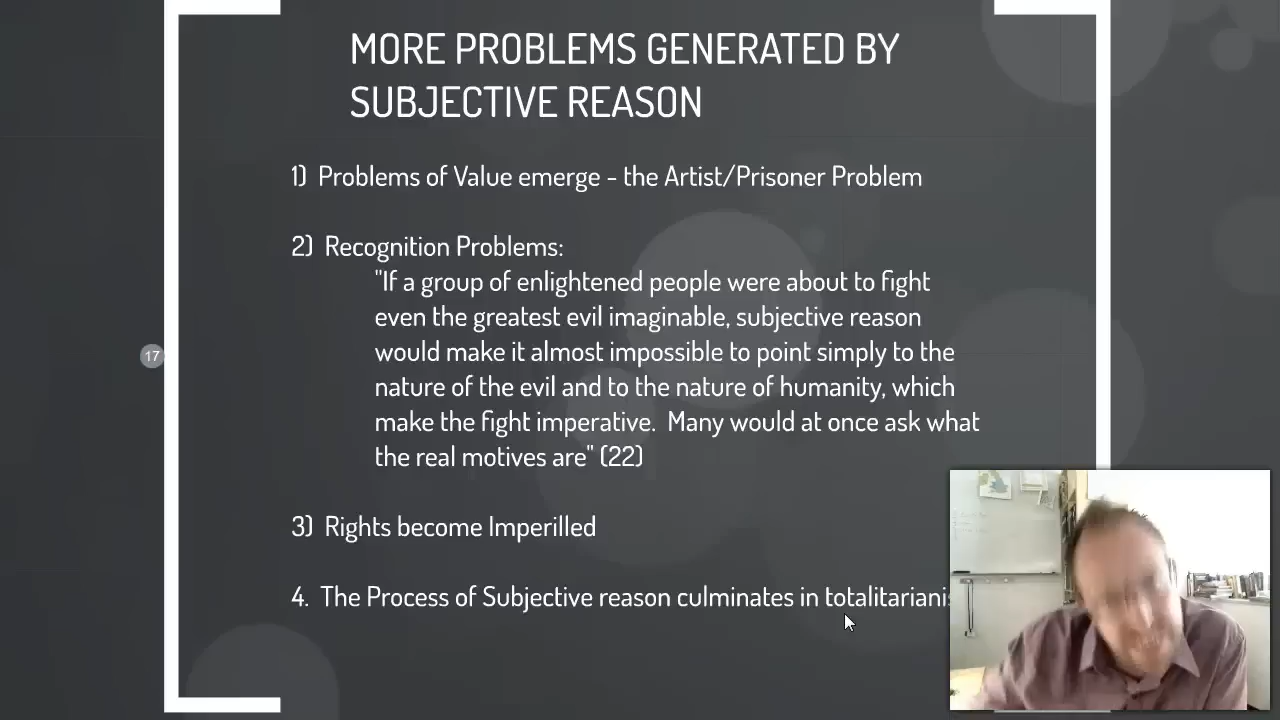 MORE PROBLEMS GENERATED BY
SUBJECTIVE REASON
1) Problems of Value emerge - the Artist/Prisoner Problem
2) Recognition Problems:
"If a group of enlightened people were about to fight
even the greatest evil imaginable, subjective reason
would make it almost impossible to point simply to the
17
nature of the evil and to the nature of humanity, which
make the fight imperative. Many would at once ask what
the real motives are" (22)
3) Rights become Imperilled
4. The Process of Subjective reason culminates in